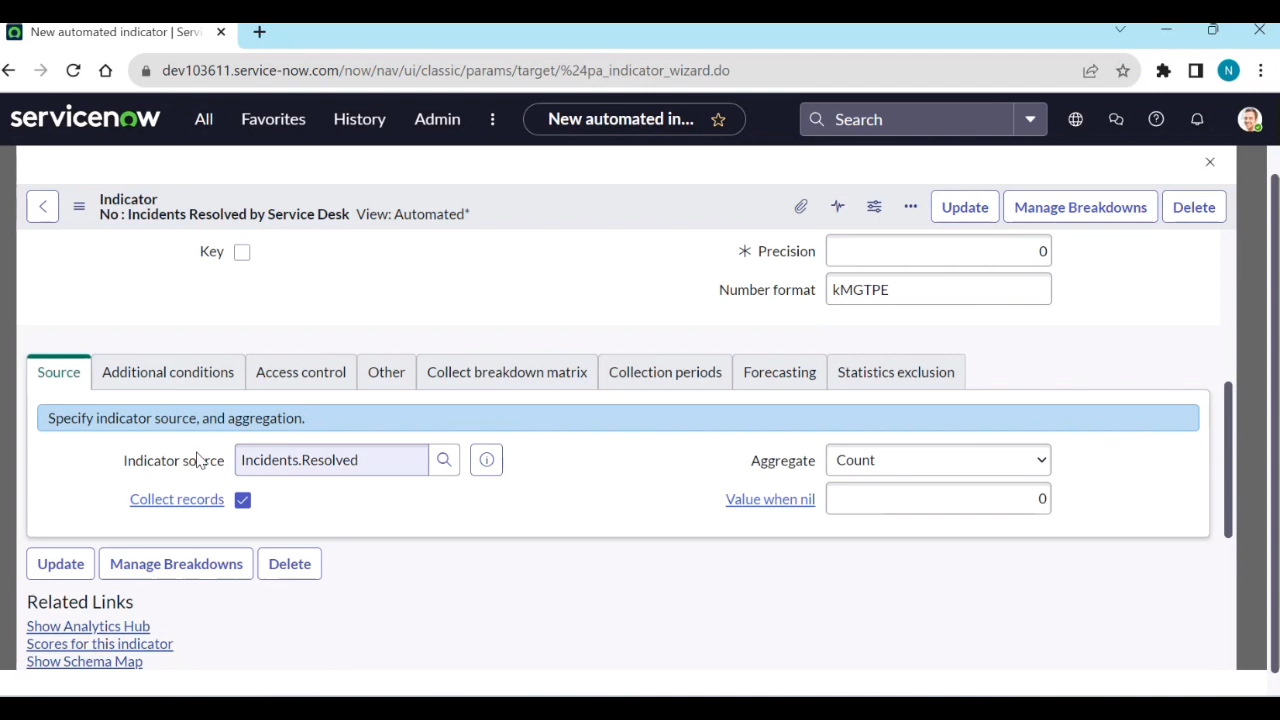 New automated indicator | Servi
dev103611.service-now.com/now/nav/ui/classic/params/target/%24pa_indicator_wizard.do
N
servicenow All Favorites History Admin New automated in... Search
Indicator
No : Incidents Resolved by Service Desk View: Automated*
Update Manage Breakdowns Delete
Key Precision 0
Number format kMGTPE
Source Additional conditions Access control Other Collect breakdown matrix Collection periods Forecasting Statistics exclusion
Specify indicator source, and aggregation.
Indicator source Incidents.Resolved Aggregate Count
Collect records Value when nil 0
Update Manage Breakdowns Delete
Related Links
Show Analytics Hub
Scores for this indicator
Show Schema Map